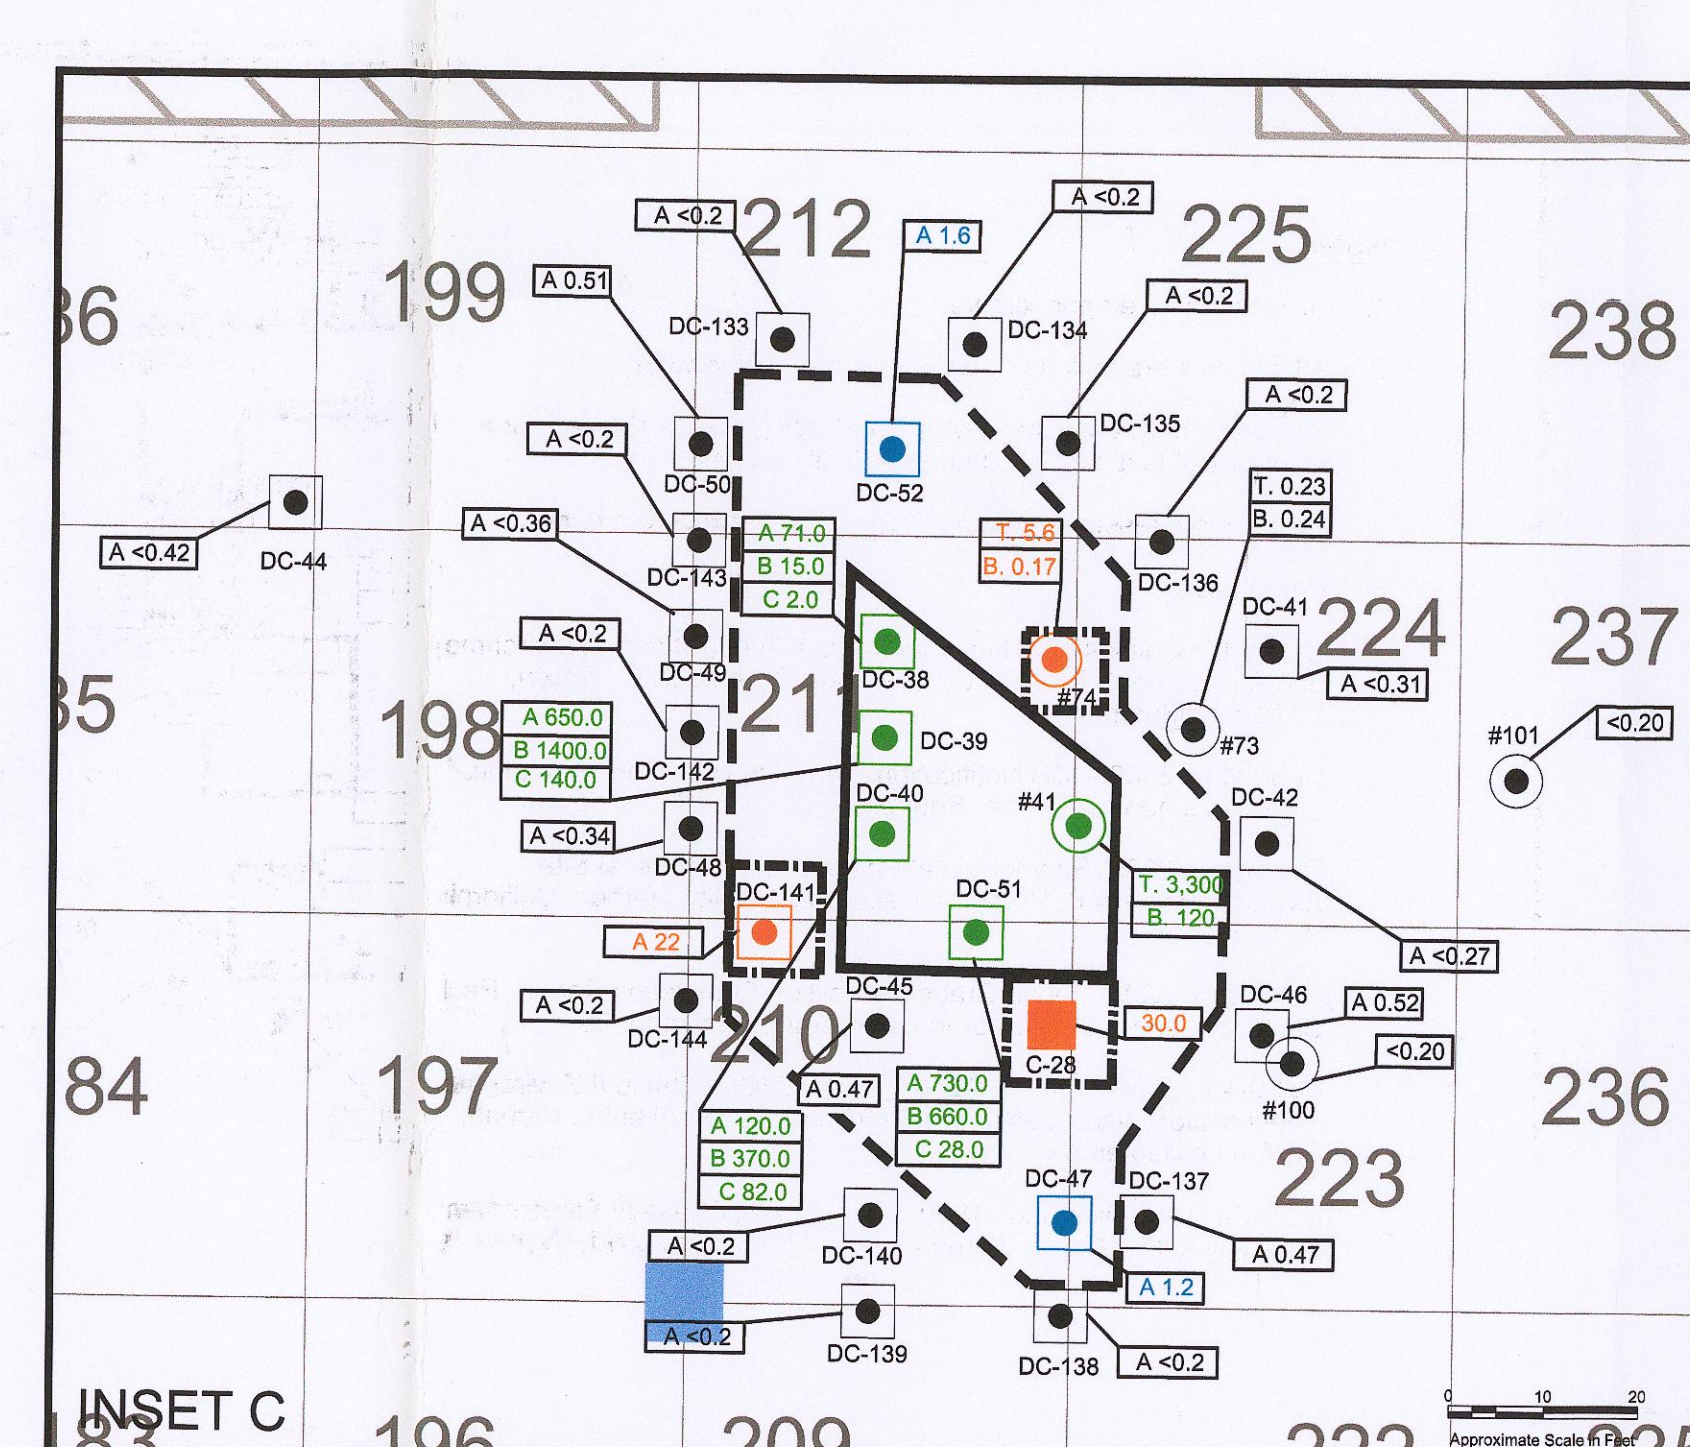 A <0.2
212
A <0.2
225
A 1.6
199
A 0.51
A <0.2
86
238
DC-133
DC-134
A <0.2
A <0.2
DC-135
DC-50
DC-52
T. 0.23
B. 0.24
A <0.36
A 71.0
B 15.0
C 2.0
T. 5.6
B. 0.17
A <0.42
DC-44
DC-143
DC-136
DC-41
224
237
A <0.2
DC-49
DC-38
#74
A <0.31
85
198
211
A 650.0
B 1400.0
C 140.0
DC-39
#73
#101
<0.20
DC-142
DC-40
#41
DC-42
A <0.34
DC-48
DC-141
DC-51
T. 3,300
B. 120
A 22
A <0.27
A <0.2
DC-144
210
DC-45
30.0
DC-46
A 0.52
<0.20
84
197
A 0.47
A 730.0
B 660.0
C 28.0
C-28
#100
236
A 120.0
B 370.0
C 82.0
DC-47
DC-137
223
A <0.2
DC-140
A 0.47
A 1.2
A <0.2
DC-139
DC-138
A <0.2
INSET C
0 10 20
183
196
209
222
Approximate Scale in Feet